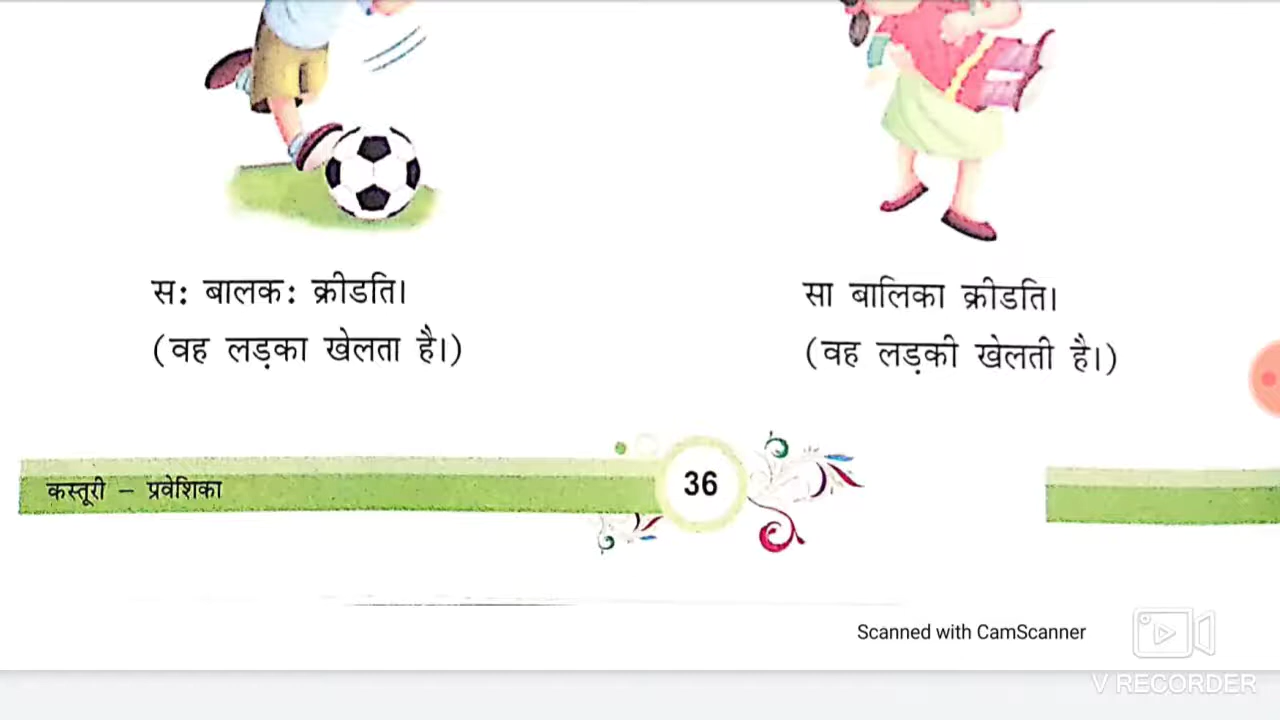 स: बालक: क्रीडति।
(वह लड़का खेलता है।)
सा बालिका क्रीडति।
(वह लड़की खेलती है।)
कस्तूरी – प्रवेशिका
36
Scanned with CamScanner
V RECORDER